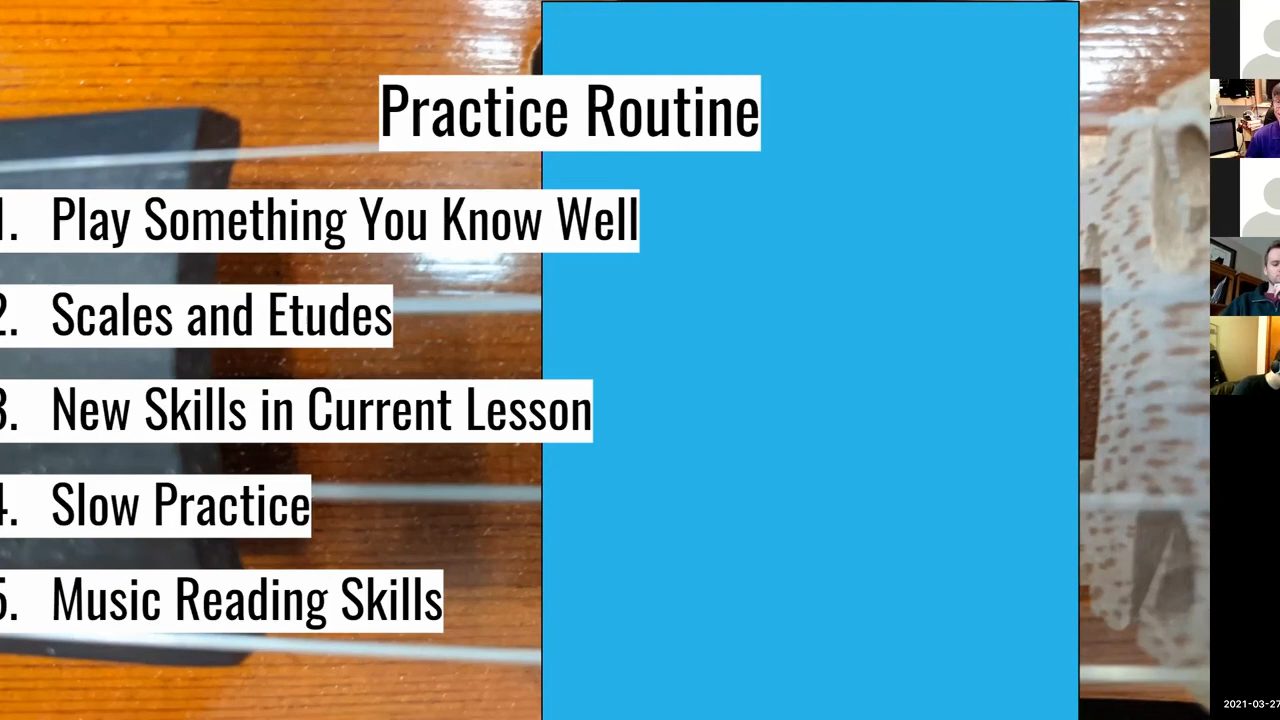 Practice Routine
1. Play Something You Know Well
2. Scales and Etudes
3. New Skills in Current Lesson
4. Slow Practice
5. Music Reading Skills
2021-03-27